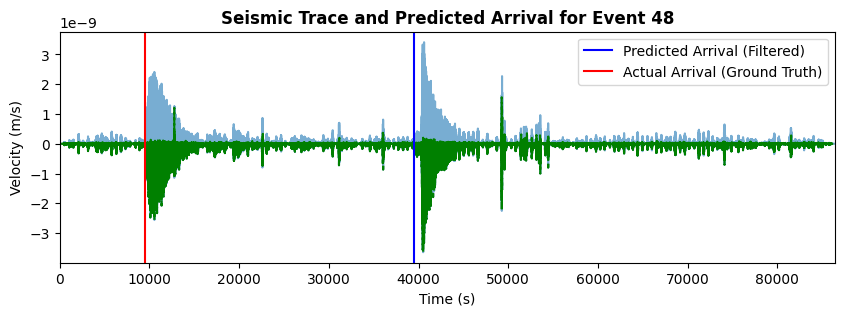 Seismic Trace and Predicted Arrival for Event 48
1e−9
Predicted Arrival (Filtered)
Actual Arrival (Ground Truth)
Velocity (m/s)
3
2
1
0
−1
−2
−3
0 10000 20000 30000 40000 50000 60000 70000 80000
Time (s)